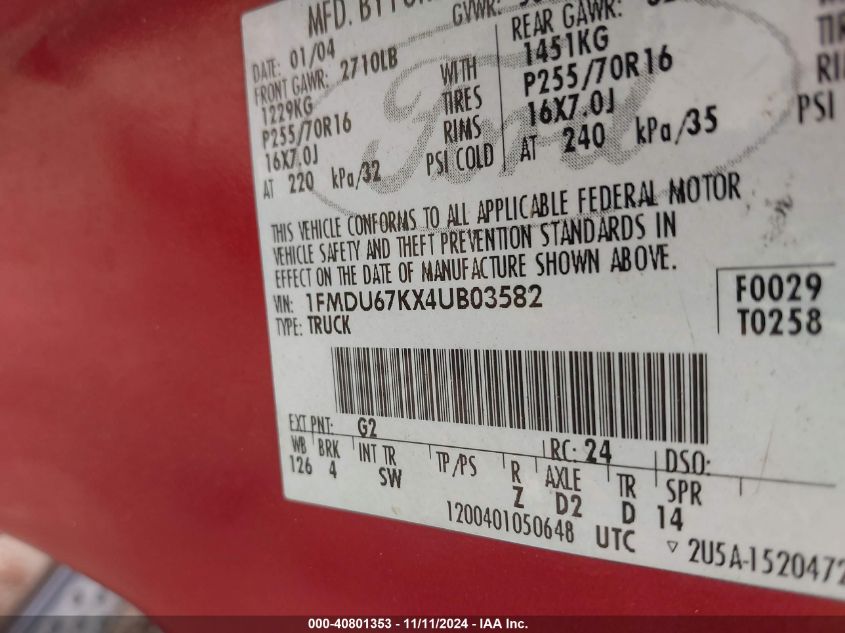 MFD. BY
GVWR:
DATE: 01/04
FRONT GAWR: 2710LB
1229KG
P255/70R16
16X7.0J
AT 220 kPa/32
WITH
TIRES
RIMS
PSI COLD
REAR GAWR:
1451KG
P255/70R16
16X7.0J
AT 240 kPa/35
PSI
Ford
THIS VEHICLE CONFORMS TO ALL APPLICABLE FEDERAL MOTOR
VEHICLE SAFETY AND THEFT PREVENTION STANDARDS IN
EFFECT ON THE DATE OF MANUFACTURE SHOWN ABOVE.
VIN: 1FMDU67KX4UB03582
TYPE: TRUCK
F0029
T0258
EXT PNT: G2
RC: 24
DSO:
WB BRK INT TR TP/PS R AXLE TR SPR
126 4 SW Z D2 D 14
1200401050648 UTC ▽ 2U5A-1520472
000-40801353 - 11/11/2024 - IAA Inc.